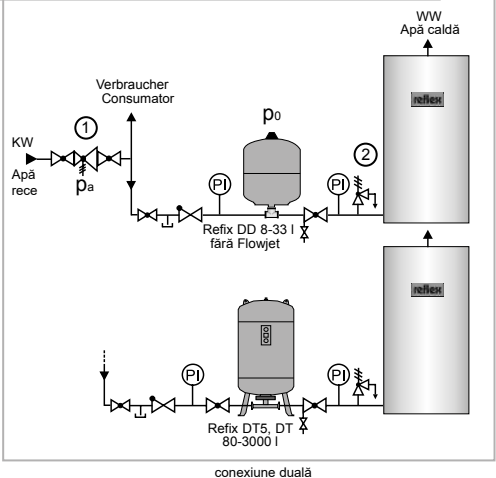 WW
Apă caldă
reflex
Verbraucher
Consumator
1
p0
2
KW
Apă
rece
pa
PI
PI
Refix DD 8-33 l
fără Flowjet
reflex
PI
PI
Refix DT5, DT
80-3000 l
conexiune duală